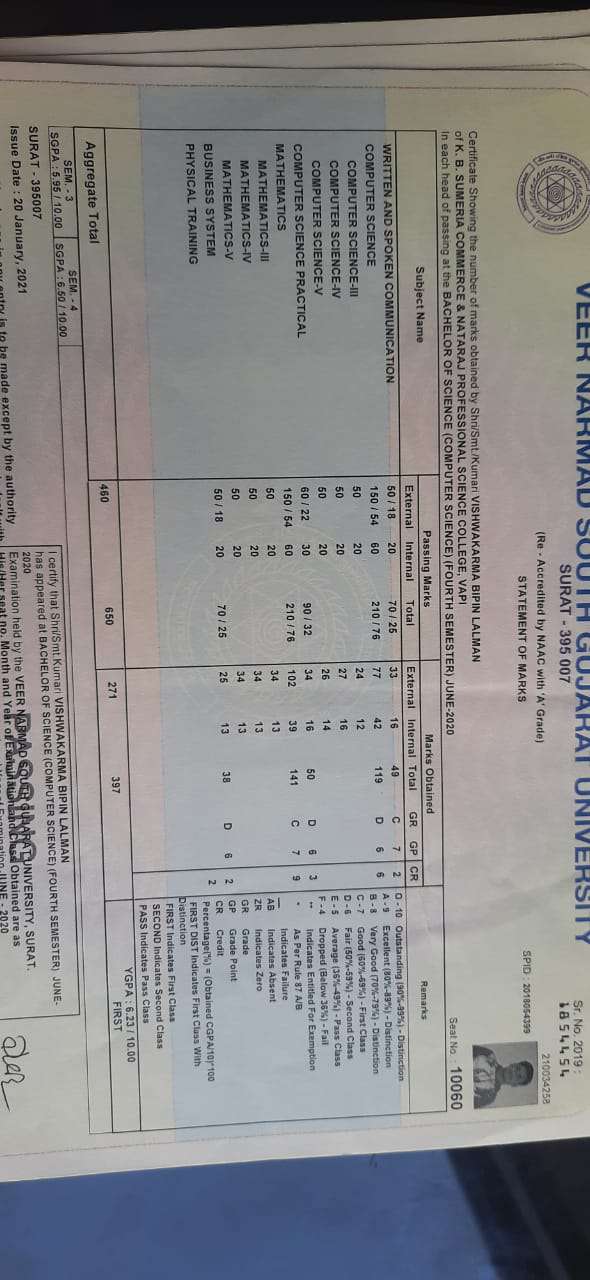 VEER NARMAD SOUTH GUJARAT UNIVERSITY
SURAT - 395 007
(Re - Accredited by NAAC with 'A' Grade)
STATEMENT OF MARKS
Sr. No. 2019 :
1854454
210034258
SPID : 2018054399
Seat No : 10060
Certificate Showing the number of marks obtained by Shri/Smt./Kumari VISHWAKARMA BIPIN LALMAN
of K. B. SUMERIA COMMERCE & NATARAJ PROFESSIONAL SCIENCE COLLEGE, VAPI
In each head of passing at the BACHELOR OF SCIENCE (COMPUTER SCIENCE) (FOURTH SEMESTER) JUNE-2020
Subject Name Passing Marks Marks Obtained Remarks
External Internal Total External Internal Total GR GP CR
WRITTEN AND SPOKEN COMMUNICATION 50 / 18 20 70 / 25 33 16 49 C 7 2
COMPUTER SCIENCE 150 / 54 60 210 / 76 77 42 119 D 6 6
COMPUTER SCIENCE-III 50 20 24 12
COMPUTER SCIENCE-IV 50 20 27 16
COMPUTER SCIENCE-V 50 20 26 14
COMPUTER SCIENCE PRACTICAL 60 / 22 30 90 / 32 34 16 50 D 6 3
MATHEMATICS 150 / 54 60 210 / 76 102 39 141 C 7 9
MATHEMATICS-III 50 20 34 13
MATHEMATICS-IV 50 20 34 13
MATHEMATICS-V 50 20 34 13
BUSINESS SYSTEM 50 / 18 20 70 / 25 25 13 38 D 6 2
PHYSICAL TRAINING 2
O - 10 Outstanding (90%-99%) - Distinction
A - 9 Excellent (80%-89%) - Distinction
B - 8 Very Good (70%-79%) - Distinction
C - 7 Good (60%-69%) - First Class
D - 6 Fair (50%-59%) - Second Class
E - 5 Average (36%-49%) - Pass Class
F - 4 Dropped (Below 36%) - Fail
** Indicates Entitled For Exemption
* As Per Rule 87 A/B
— Indicates Failure
AB Indicates Absent
ZR Indicates Zero
GR Grade
GP Grade Point
CR Credit
Percentage(%) = (Obtained CGPA/10)*100
FIRST DIST Indicates First Class With
Distinction
FIRST Indicates First Class
SECOND Indicates Second Class
PASS Indicates Pass Class
YGPA : 6.23 / 10.00
FIRST
Aggregate Total 460 650 271 397
SEM. - 3 SEM. - 4
SGPA : 5.95 / 10.00 SGPA : 6.50 / 10.00
SURAT - 395007
Issue Date : 20 January, 2021
entry is to be made except by the authority
I certify that Shri/Smt.Kumari VISHWAKARMA BIPIN LALMAN
has appeared at BACHELOR OF SCIENCE (COMPUTER SCIENCE) (FOURTH SEMESTER) JUNE-
2020
Examination held by the VEER NARMAD SOUTH GUJARAT UNIVERSITY, SURAT.
His/Her seat no. Month and Year of Examination and Class Obtained are as
JUNE - 2020